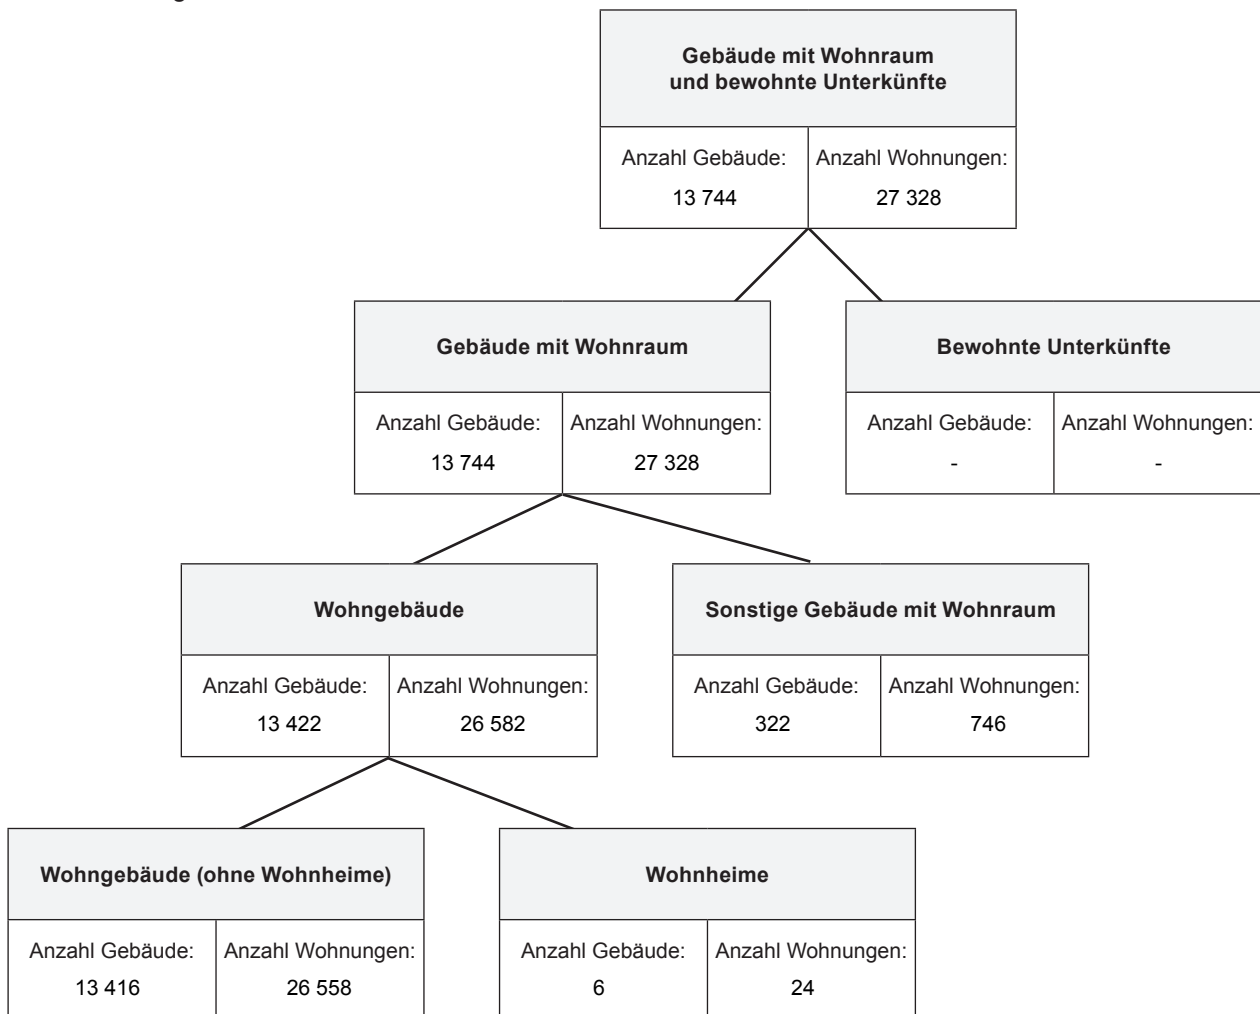 Gebäude mit Wohnraum
und bewohnte Unterkünfte
Anzahl Gebäude: Anzahl Wohnungen:
13 744 27 328
Gebäude mit Wohnraum
Anzahl Gebäude: Anzahl Wohnungen:
13 744 27 328
Bewohnte Unterkünfte
Anzahl Gebäude: Anzahl Wohnungen:
- -
Wohngebäude
Anzahl Gebäude: Anzahl Wohnungen:
13 422 26 582
Sonstige Gebäude mit Wohnraum
Anzahl Gebäude: Anzahl Wohnungen:
322 746
Wohngebäude (ohne Wohnheime)
Anzahl Gebäude: Anzahl Wohnungen:
13 416 26 558
Wohnheime
Anzahl Gebäude: Anzahl Wohnungen:
6 24